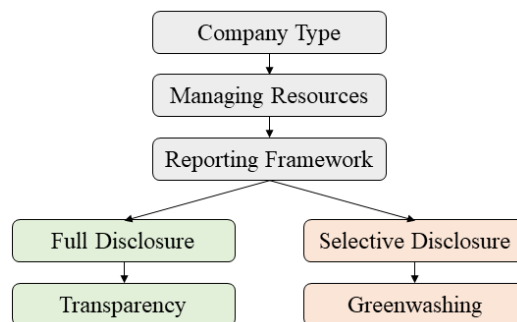 Company Type
Managing Resources
Reporting Framework
Full Disclosure
Selective Disclosure
Transparency
Greenwashing